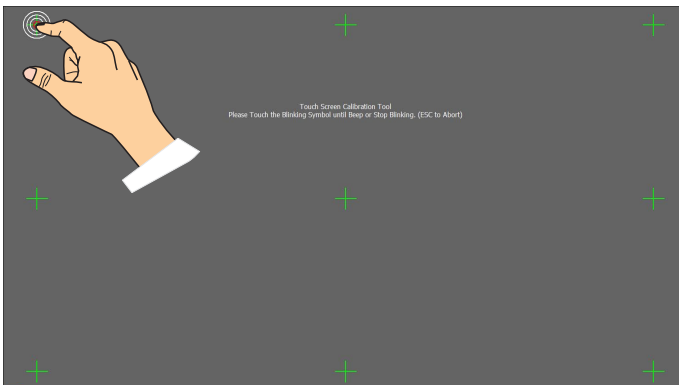 Touch Screen Calibration Tool
Please Touch the Blinking Symbol until Beep or Stop Blinking. (ESC to Abort)